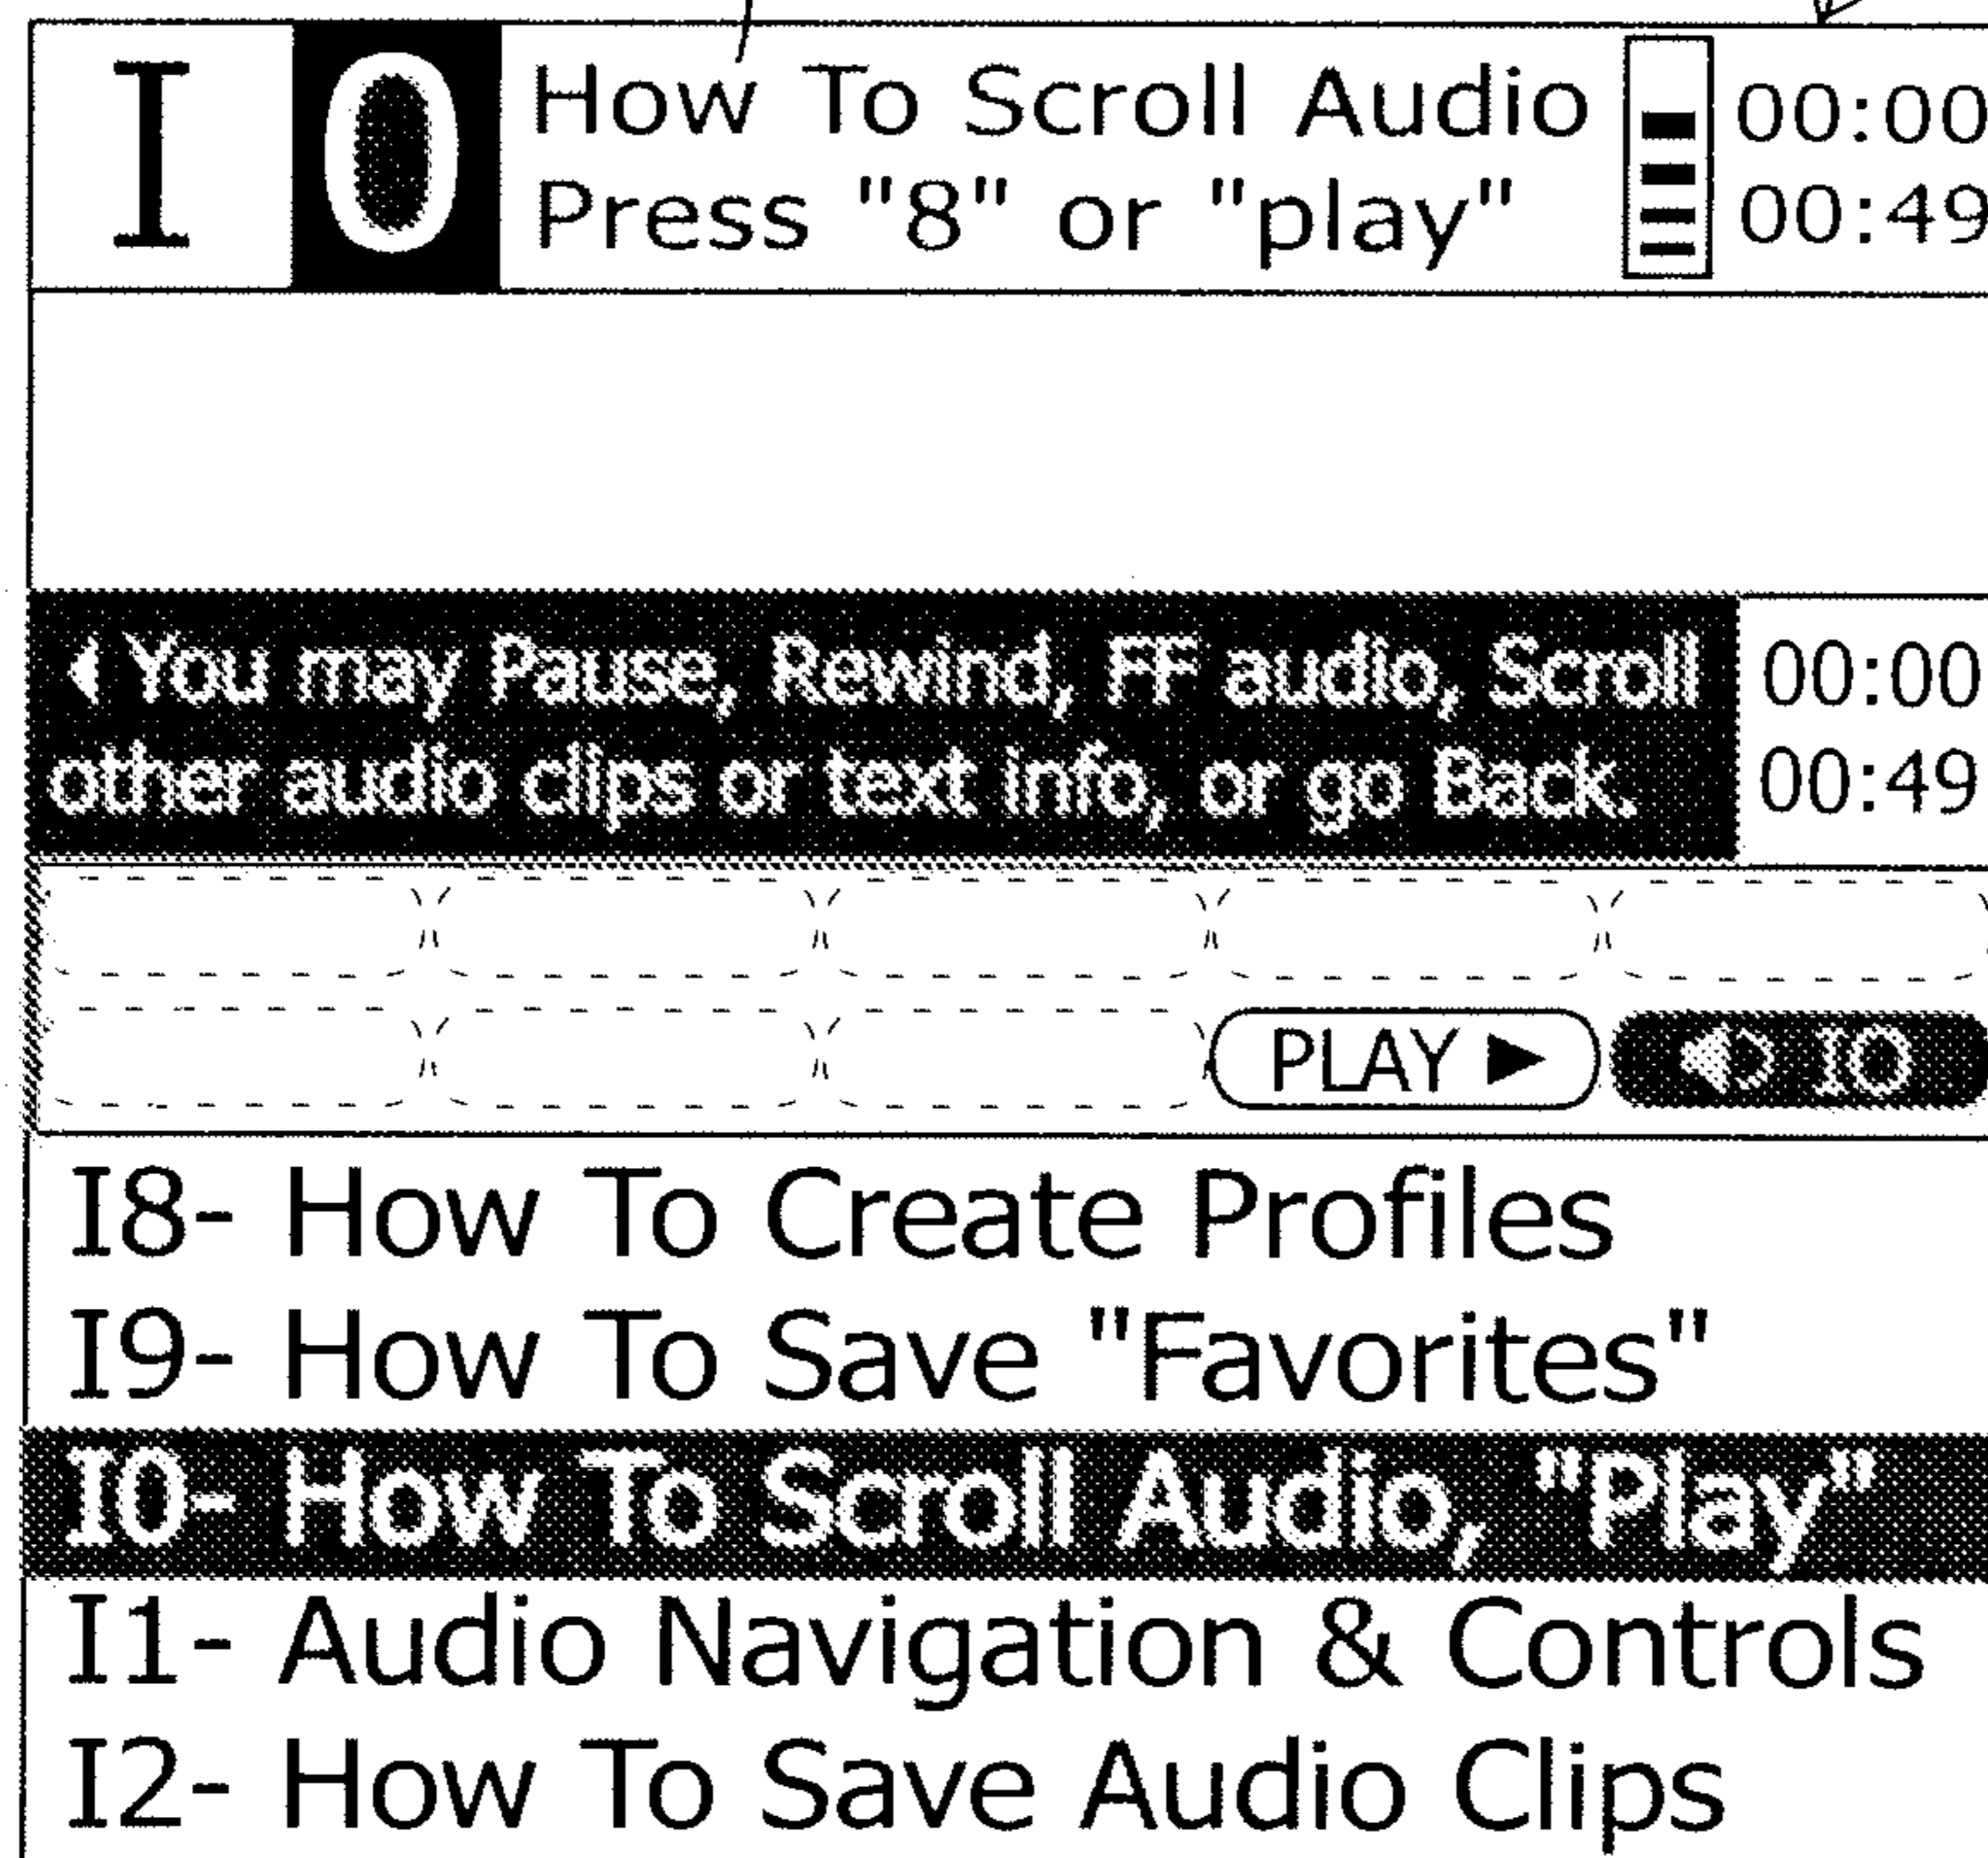 I 0 How To Scroll Audio 00:00
Press "8" or "play" 00:49
You may Pause, Rewind, FF audio, Scroll 00:00
other audio clips or text info, or go Back. 00:49
PLAY I0
I8- How To Create Profiles
I9- How To Save "Favorites"
I0- How To Scroll Audio, "Play"
I1- Audio Navigation & Controls
I2- How To Save Audio Clips